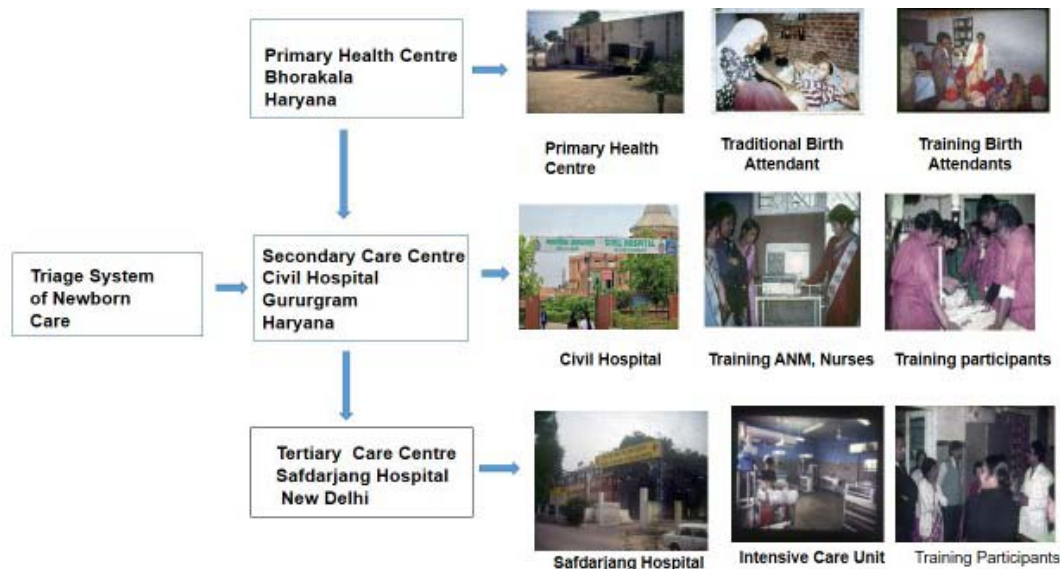 Primary Health Centre
Bhorakala
Haryana
Primary Health
Centre
Traditional Birth
Attendant
Training Birth
Attendants
Triage System
of Newborn
Care
Secondary Care Centre
Civil Hospital
Gururgram
Haryana
CIVIL HOSPITAL
Civil Hospital
Training ANM, Nurses
Training participants
Tertiary Care Centre
Safdarjang Hospital
New Delhi
Safdarjang Hospital
Intensive Care Unit
Training Participants